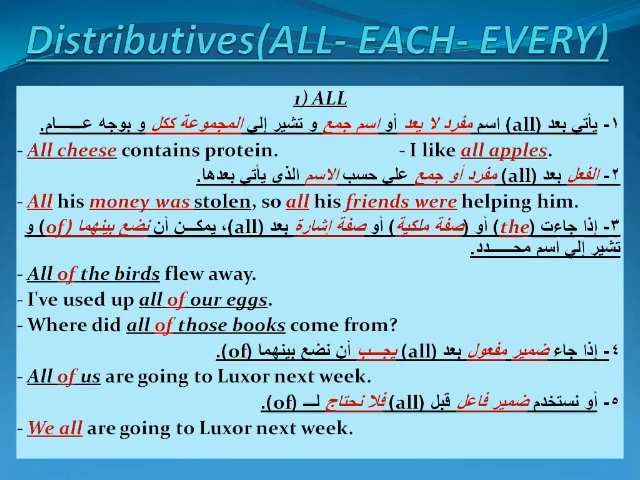 Distributives(ALL- EACH- EVERY)
1) ALL
١- يأتي بعد (all) اسم مفرد لا يعد أو اسم جمع و تشير إلي المجموعة ككل و بوجه عـــــام.
- All cheese contains protein. - I like all apples.
٢- الفعل بعد (all) مفرد أو جمع علي حسب الاسم الذي يأتي بعدها.
- All his money was stolen, so all his friends were helping him.
٣- إذا جاءت (the) أو (صفة ملكية) أو صفة إشارة بعد (all)، يمكـــن أن نضع بينهما (of) و
تشير إلي اسم محـــــدد.
- All of the birds flew away.
- I've used up all of our eggs.
- Where did all of those books come from?
٤- إذا جاء ضمير مفعول بعد (all) يجـــب أن نضع بينهما (of).
- All of us are going to Luxor next week.
٥- أو نستخدم ضمير فاعل قبل (all) فلا نحتاج لـــ (of).
- We all are going to Luxor next week.